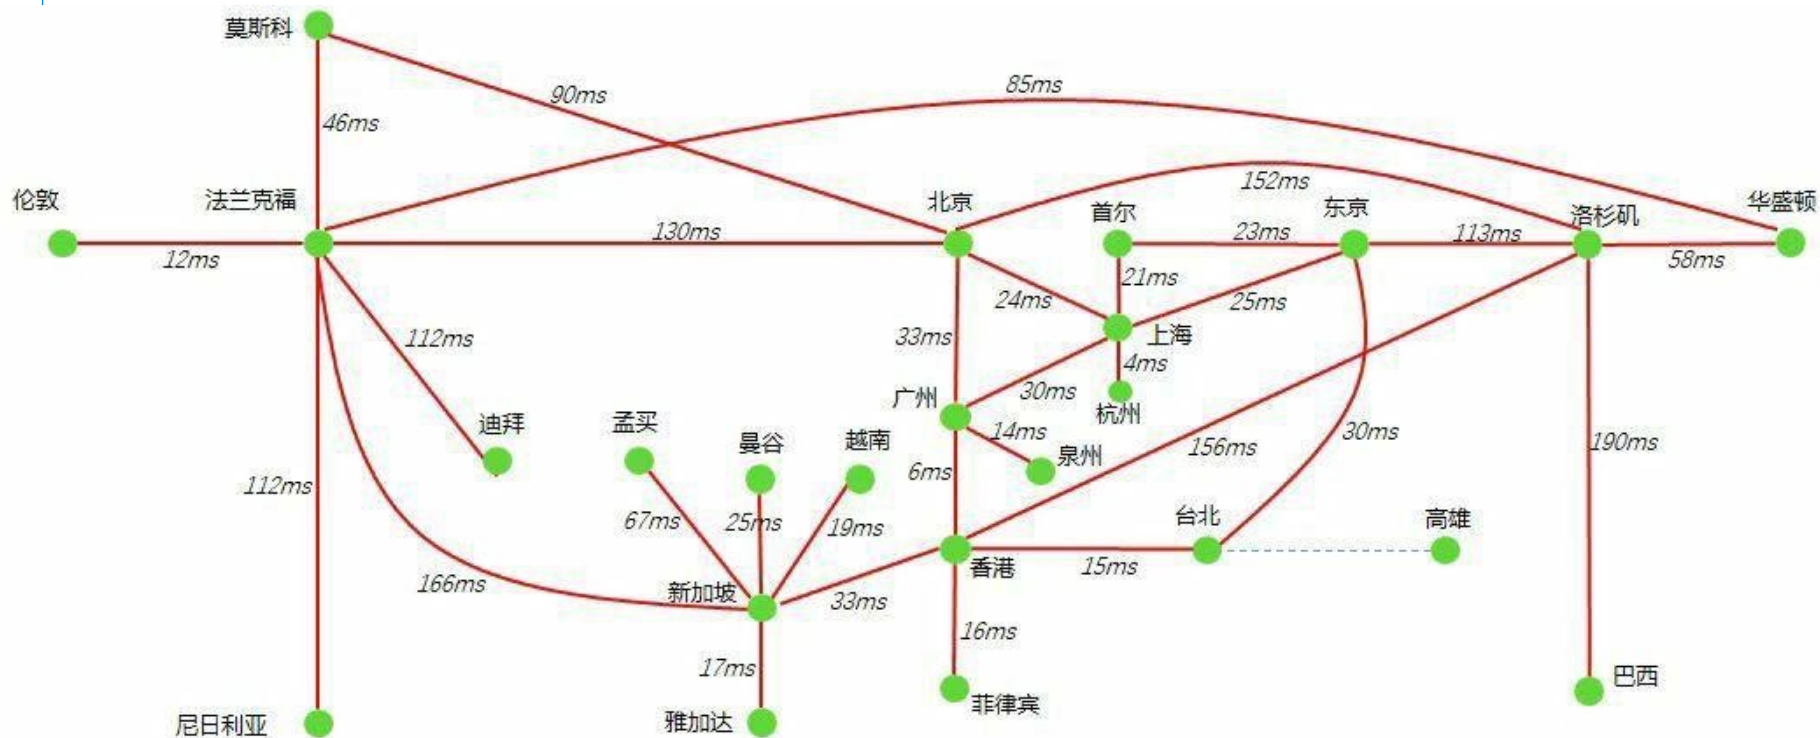 莫斯科
90ms
85ms
46ms
伦敦
法兰克福
北京
152ms
首尔
东京
洛杉矶
华盛顿
12ms
130ms
23ms
113ms
58ms
24ms
21ms
25ms
112ms
33ms
上海
4ms
30ms
广州
杭州
14ms
泉州
156ms
30ms
190ms
迪拜
孟买
曼谷
越南
6ms
112ms
67ms
25ms
19ms
台北
高雄
香港
15ms
166ms
新加坡
33ms
16ms
17ms
菲律宾
巴西
尼日利亚
雅加达